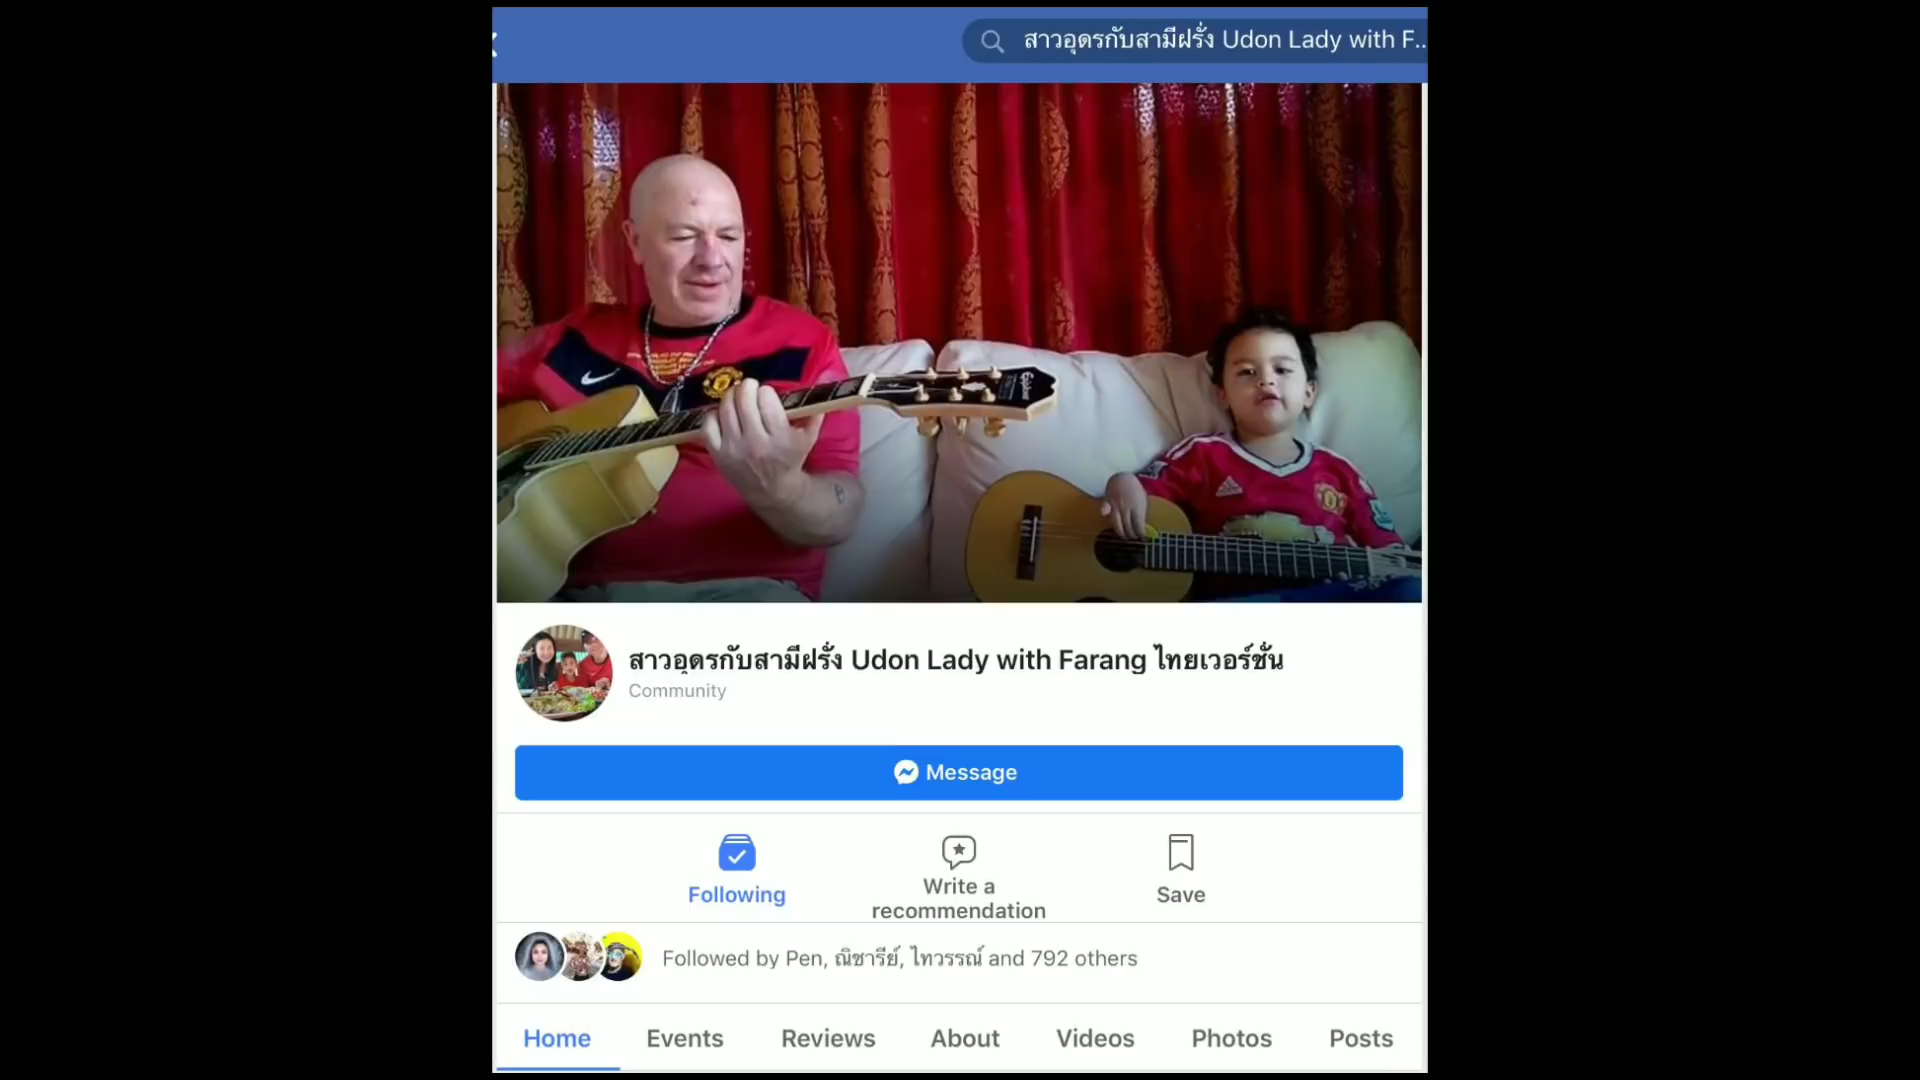 สาวอุดรกับสามีฝรั่ง Udon Lady with F..
Epiphone
สาวอุดรกับสามีฝรั่ง Udon Lady with Farang ไทยเวอร์ชั่น
Community
Message
Following
Write a
recommendation
Save
Followed by Pen, ณิชารีย์, ไทวรรณ์ and 792 others
Home Events Reviews About Videos Photos Posts